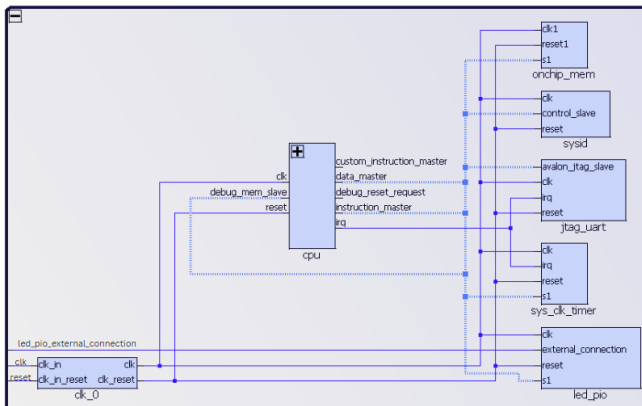 clk1
reset1
s1
onchip_mem
clk
control_slave
reset
sysid
custom_instruction_master
clk data_master
debug_mem_slave debug_reset_request
reset instruction_master
irq
cpu
avalon_jtag_slave
clk
irq
reset
jtag_uart
clk
irq
reset
s1
sys_clk_timer
led_pio_external_connection
clk clk_in clk
reset clk_in_reset clk_reset
clk_0
clk
external_connection
reset
s1
led_pio